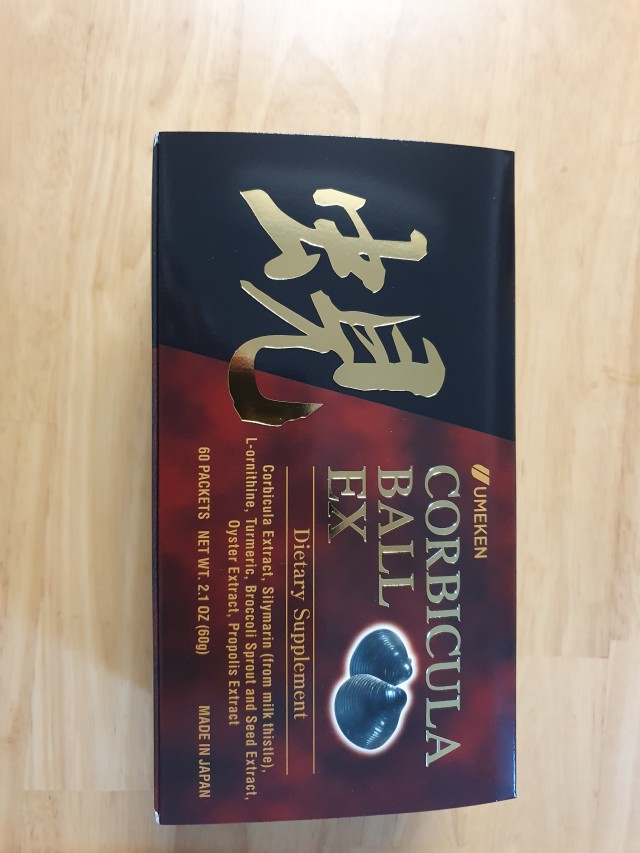 蜆
UMEKEN
CORBICULA
BALL
EX
Dietary Supplement
Corbicula Extract, Silymarin (from milk thistle),
L-ornithine, Turmeric, Broccoli Sprout and Seed Extract,
Oyster Extract, Propolis Extract
60 PACKETS NET WT. 2.1 OZ (60g) MADE IN JAPAN